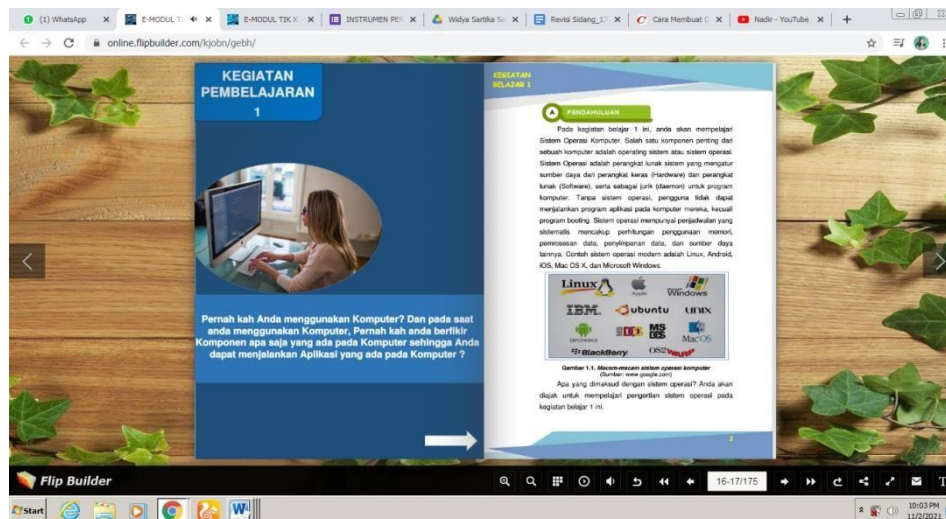 (1) WhatsApp
E-MODUL T
E-MODUL TIK X
INSTRUMEN PEN
Widya Sartika Se
Revisi Sidang_17
Cara Membuat D
Nadir - YouTube
online.flipbuilder.com/kjobn/gebh/
KEGIATAN
PEMBELAJARAN
1
Pernah kah Anda menggunakan Komputer? Dan pada saat
anda menggunakan Komputer, Pernah kah anda berfikir
Komponen apa saja yang ada pada Komputer sehingga Anda
dapat menjalankan Aplikasi yang ada pada Komputer ?
KEGIATAN
BELAJAR 1
A PENDAHULUAN
Pada kegiatan belajar 1 ini, anda akan mempelajari
Sistem Operasi Komputer. Salah satu komponen penting dari
sebuah komputer adalah operating sistem atau sistem operasi.
Sistem Operasi adalah perangkat lunak sistem yang mengatur
sumber daya dari perangkat keras (Hardware) dan perangkat
lunak (Software), serta sebagai jurik (daemon) untuk program
komputer. Tanpa sistem operasi, pengguna tidak dapat
menjalankan program aplikasi pada komputer mereka, kecuali
program booting. Sistem operasi mempunyai penjadwalan yang
sistematis mencakup perhitungan penggunaan memori,
pemrosesan data, penyimpanan data, dan sumber daya
lainnya. Contoh sistem operasi modern adalah Linux, Android,
iOS, Mac OS X, dan Microsoft Windows.
Linux Apple Windows
IBM ubuntu UNIX
ANDROID DOS MS DOS MacOS
BlackBerry OS2 WARP
Gambar 1.1. Macam-macam sistem operasi komputer
(Sumber: www.google.com)
Apa yang dimaksud dengan sistem operasi? Anda akan
diajak untuk mempelajari pengertian sistem operasi pada
kegiatan belajar 1 ini.
2
Flip Builder
16-17/175
Start
10:03 PM
11/2/2021